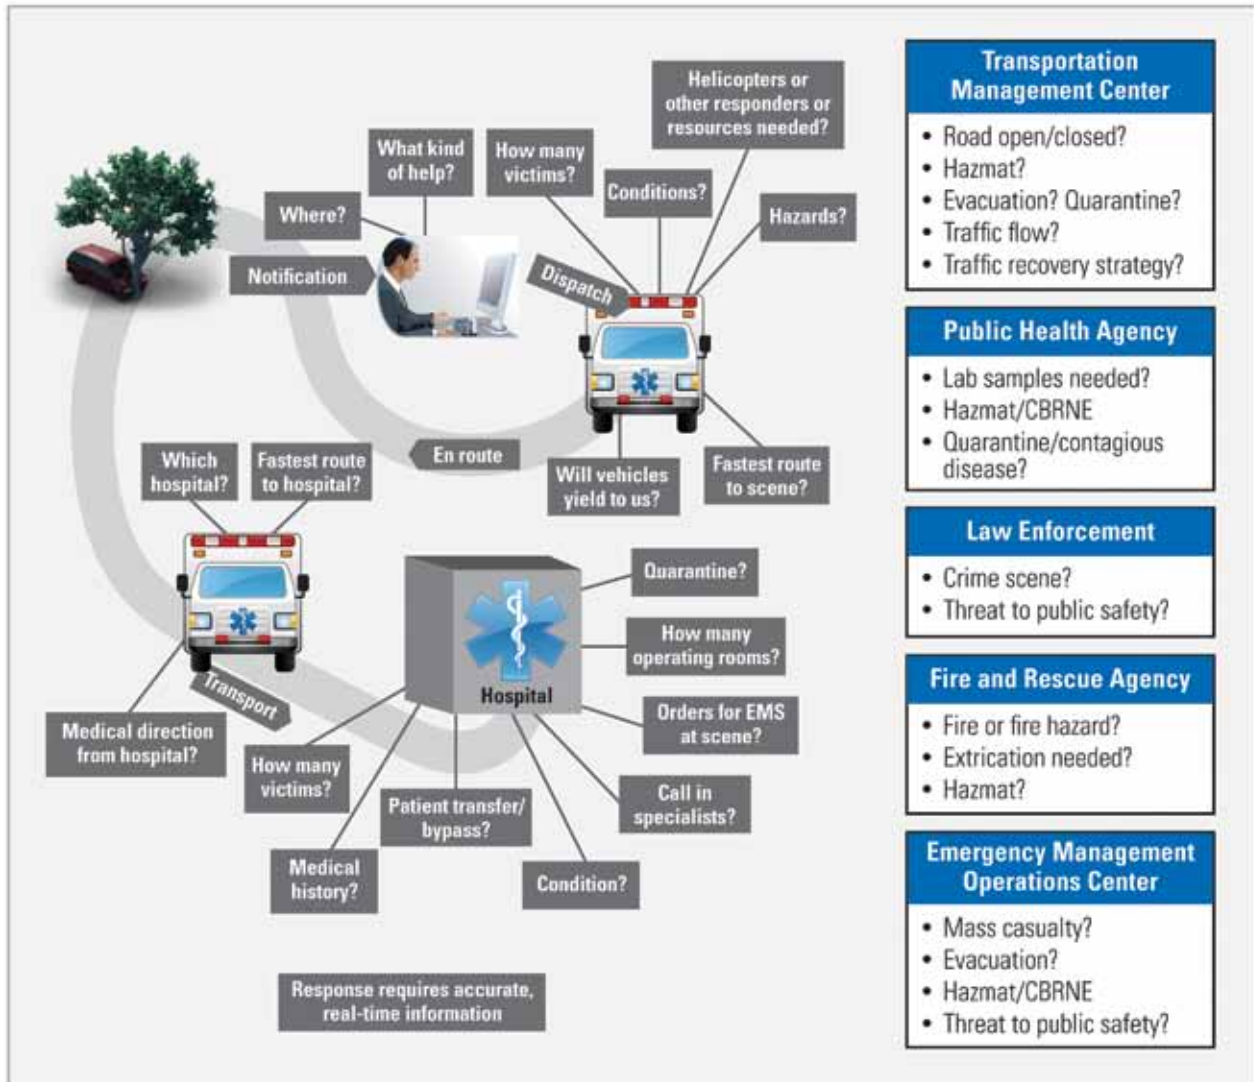 Helicopters or
other responders or
resources needed?
What kind
of help?
How many
victims?
Conditions?
Where?
Hazards?
Notification
Dispatch
En route
Will vehicles
yield to us?
Fastest route
to scene?
Which
hospital?
Fastest route
to hospital?
Transport
Medical direction
from hospital?
Hospital
Quarantine?
How many
operating rooms?
Orders for EMS
at scene?
Call in
specialists?
Condition?
Patient transfer/
bypass?
How many
victims?
Medical
history?
Response requires accurate,
real-time information
Transportation
Management Center
• Road open/closed?
• Hazmat?
• Evacuation? Quarantine?
• Traffic flow?
• Traffic recovery strategy?
Public Health Agency
• Lab samples needed?
• Hazmat/CBRNE
• Quarantine/contagious
disease?
Law Enforcement
• Crime scene?
• Threat to public safety?
Fire and Rescue Agency
• Fire or fire hazard?
• Extrication needed?
• Hazmat?
Emergency Management
Operations Center
• Mass casualty?
• Evacuation?
• Hazmat/CBRNE
• Threat to public safety?